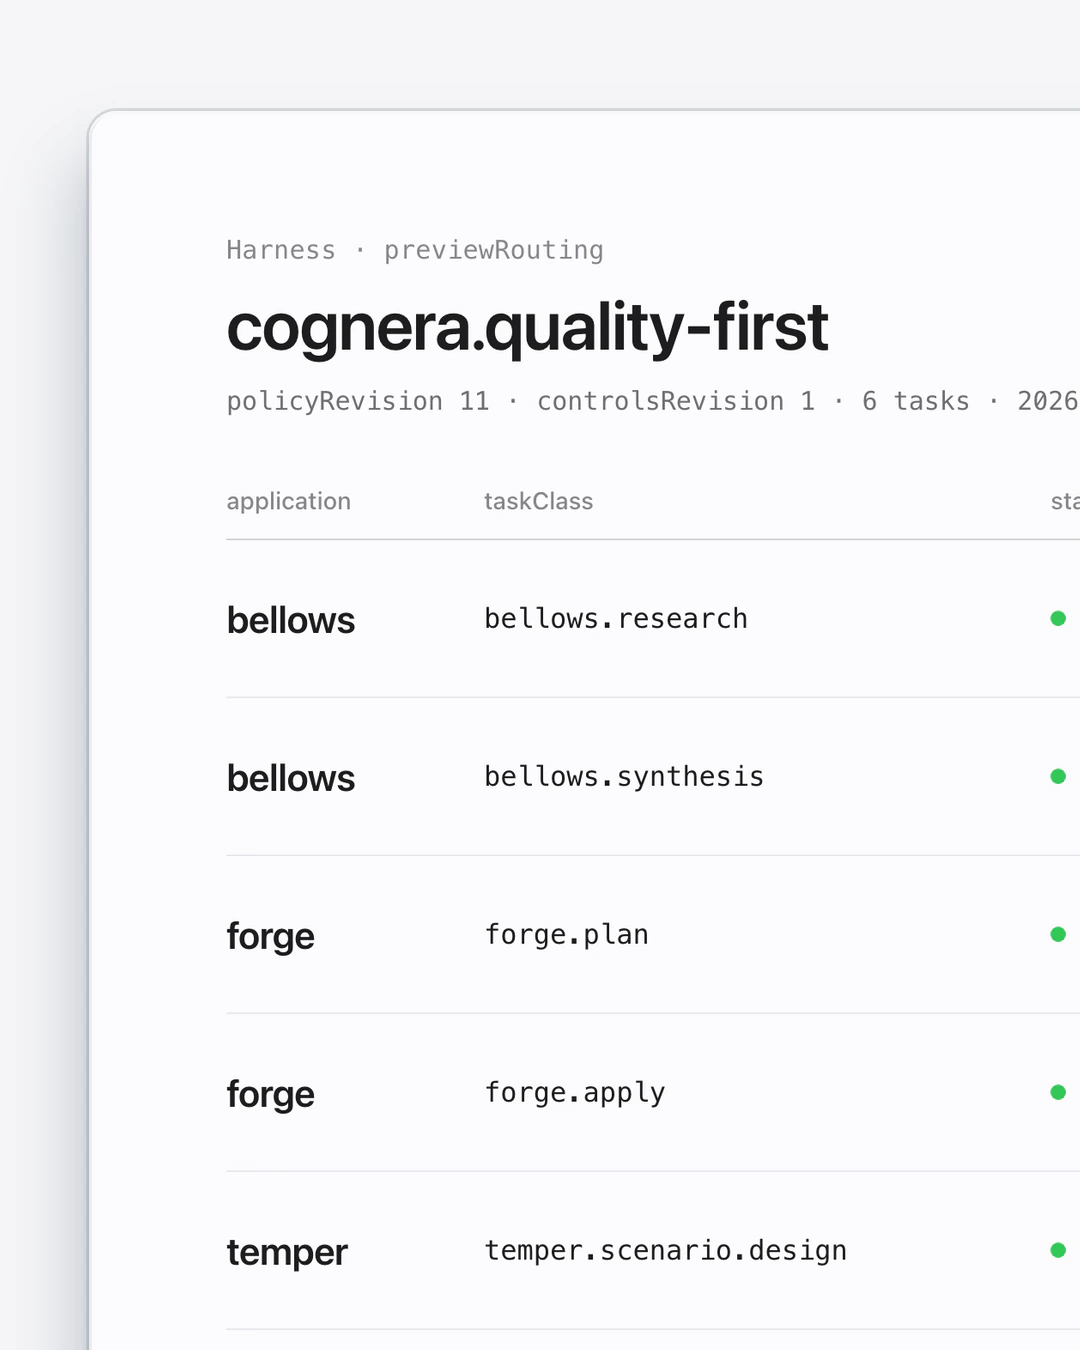 Harness · previewRouting
cognera.quality-first
policyRevision 11 · controlsRevision 1 · 6 tasks · 2026
application taskClass
bellows bellows.research
bellows bellows.synthesis
forge forge.plan
forge forge.apply
temper temper.scenario.design